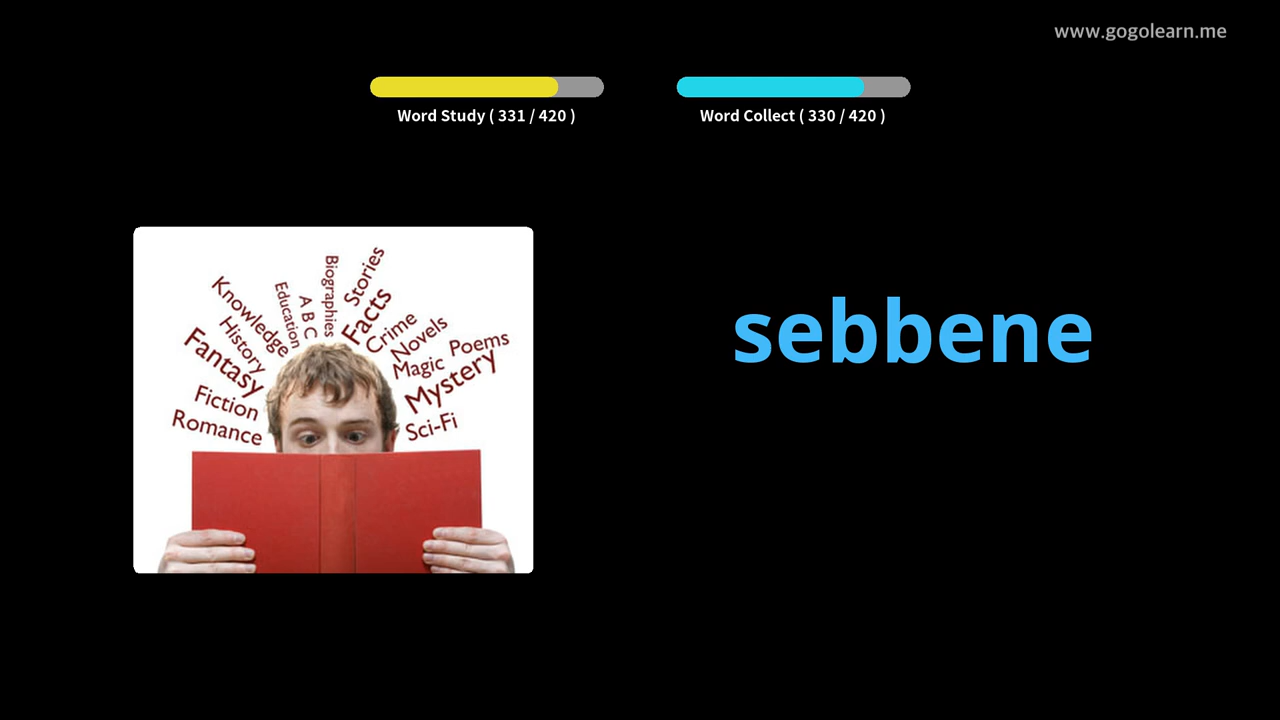 www.gogolearn.me
Word Study ( 331 / 420 )
Word Collect ( 330 / 420 )
sebbene
Knowledge
History
Fantasy
Fiction
Romance
Education
A B C
Biographies
Stories
Facts
Crime
Novels
Magic
Poems
Mystery
Sci-Fi